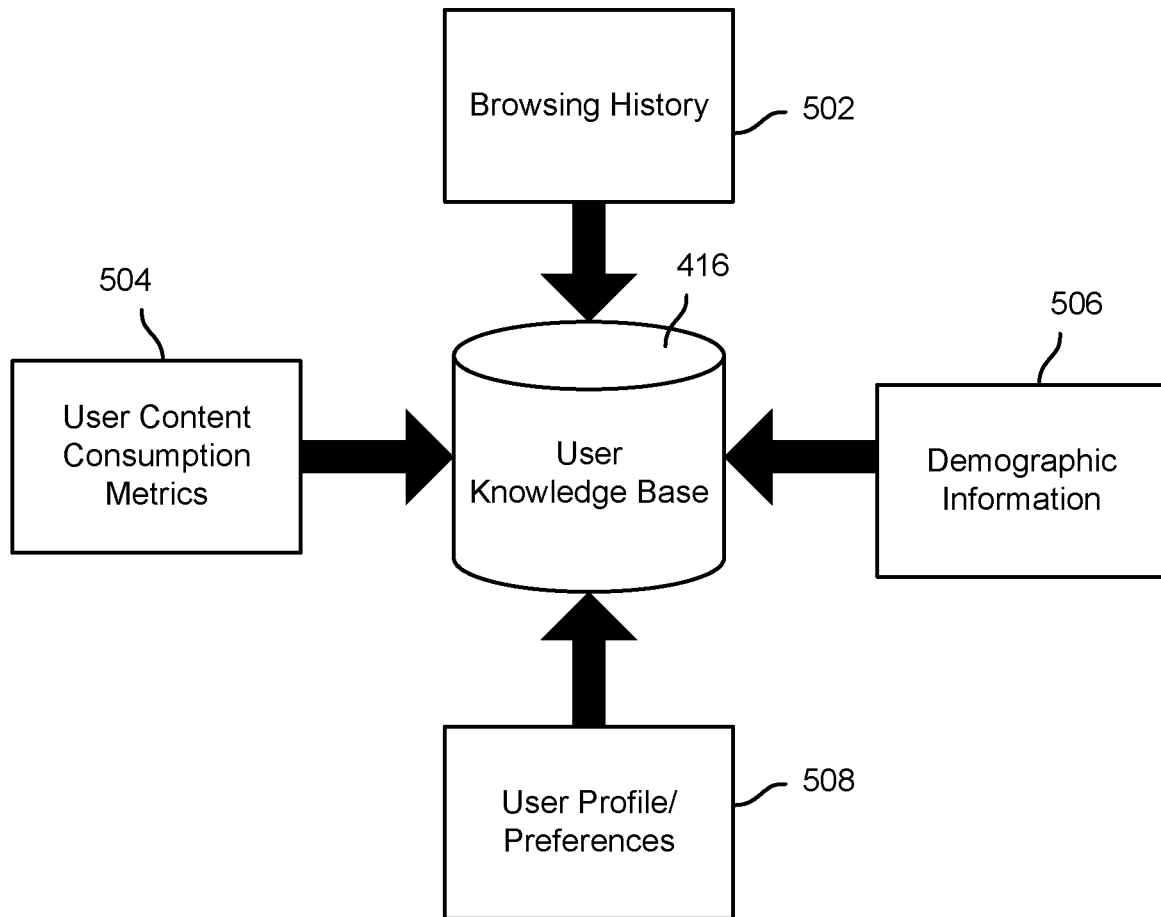 Browsing History
502
416
504
506
User Content
Consumption
Metrics
User
Knowledge Base
Demographic
Information
User Profile/
Preferences
508